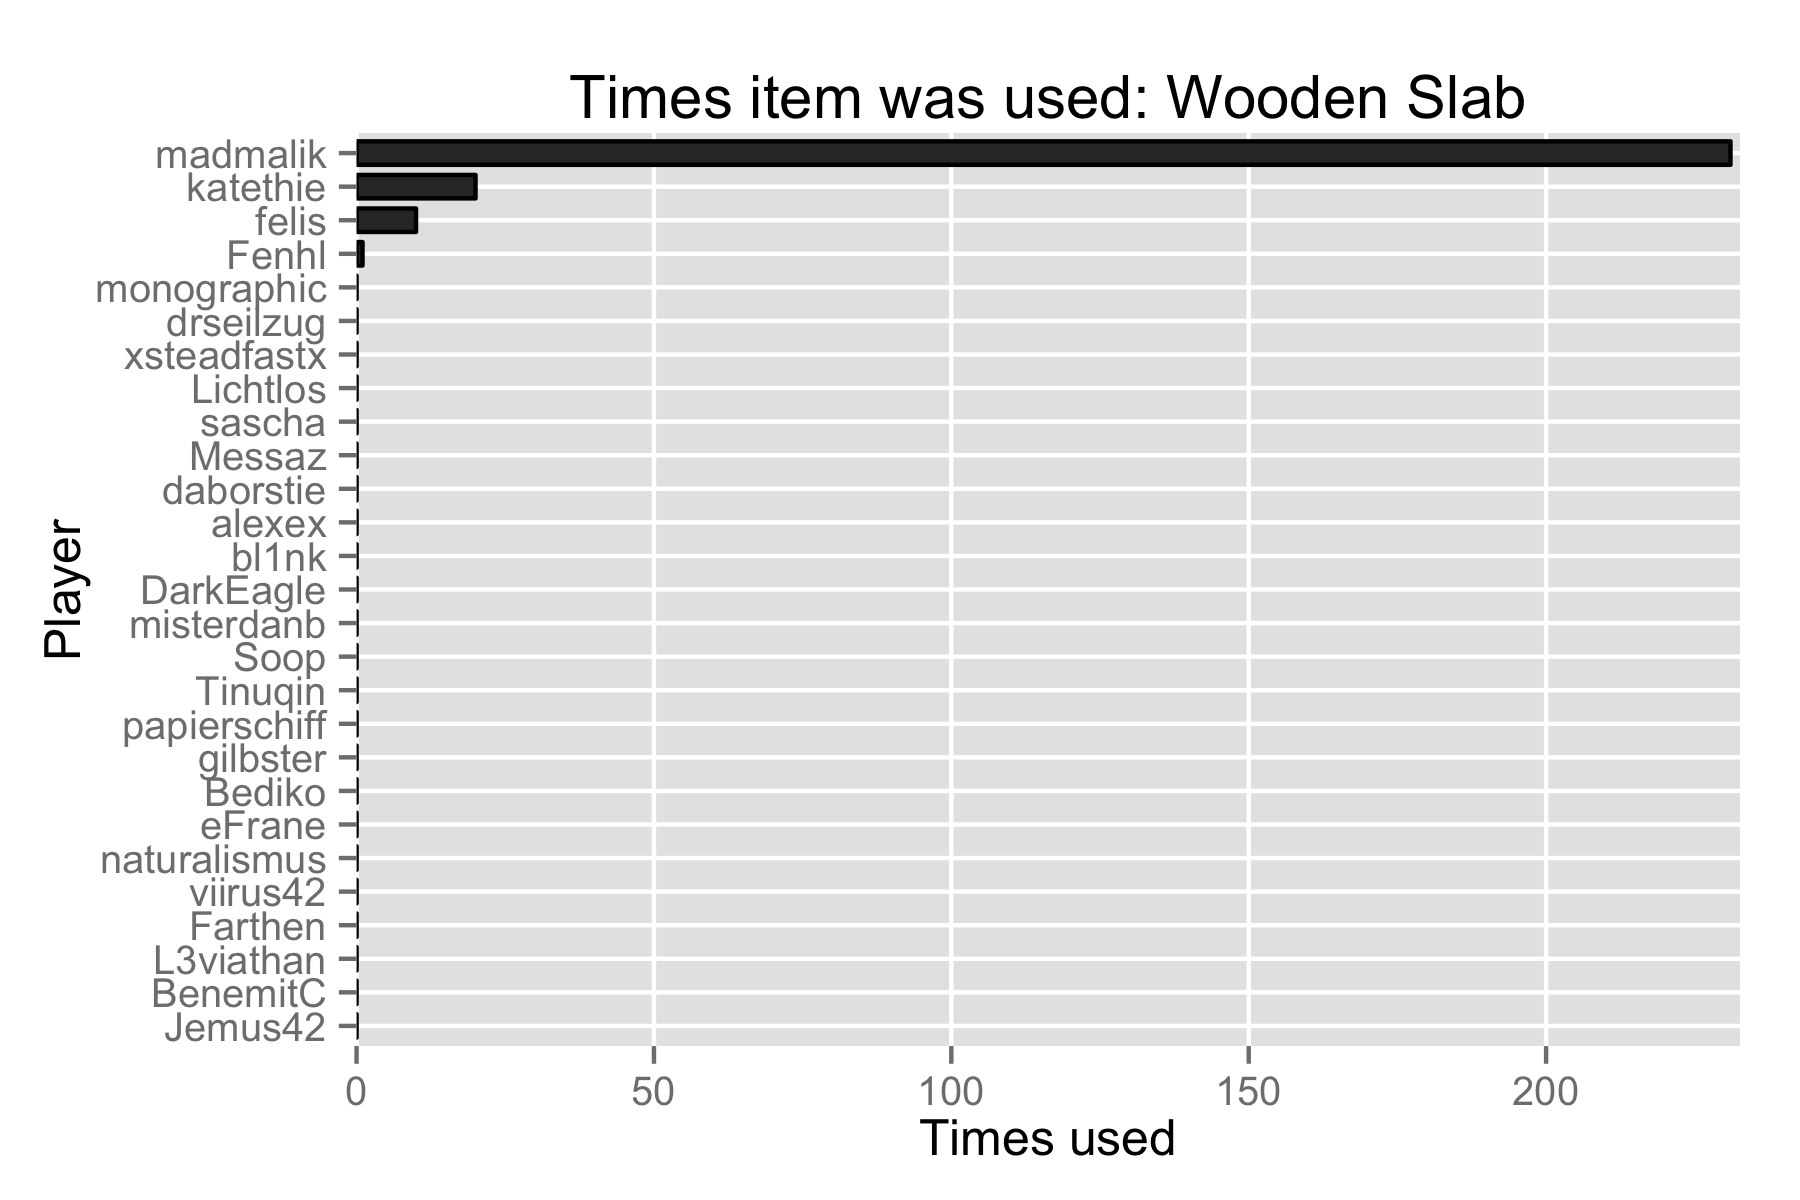 Times item was used: Wooden Slab
madmalik
katethie
felis
Fenhl
monographic
drseilzug
xsteadfastx
Lichtlos
sascha
Messaz
daborstie
alexex
bl1nk
DarkEagle
misterdanb
Soop
Tinuqin
papierschiff
gilbster
Bediko
eFrane
naturalismus
viirus42
Farthen
L3viathan
BenemitC
Jemus42
Player
0 50 100 150 200
Times used